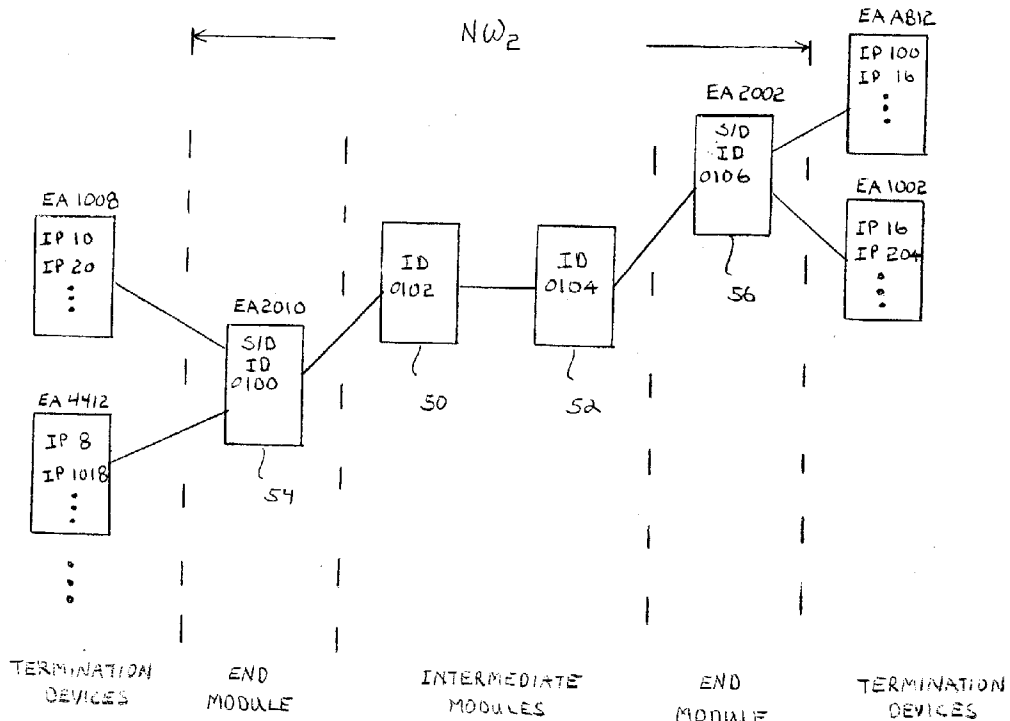 NW2
EA A812
IP 100
IP 16
EA 2002
S/D
ID
0106
56
EA 1002
IP 16
IP 204
EA 1008
IP 10
IP 20
ID
0102
50
ID
0104
52
EA2010
S/D
ID
0100
54
EA 4412
IP 8
IP 1018
TERMINATION
DEVICES
END
MODULE
INTERMEDIATE
MODULES
END
MODULE
TERMINATION
DEVICES